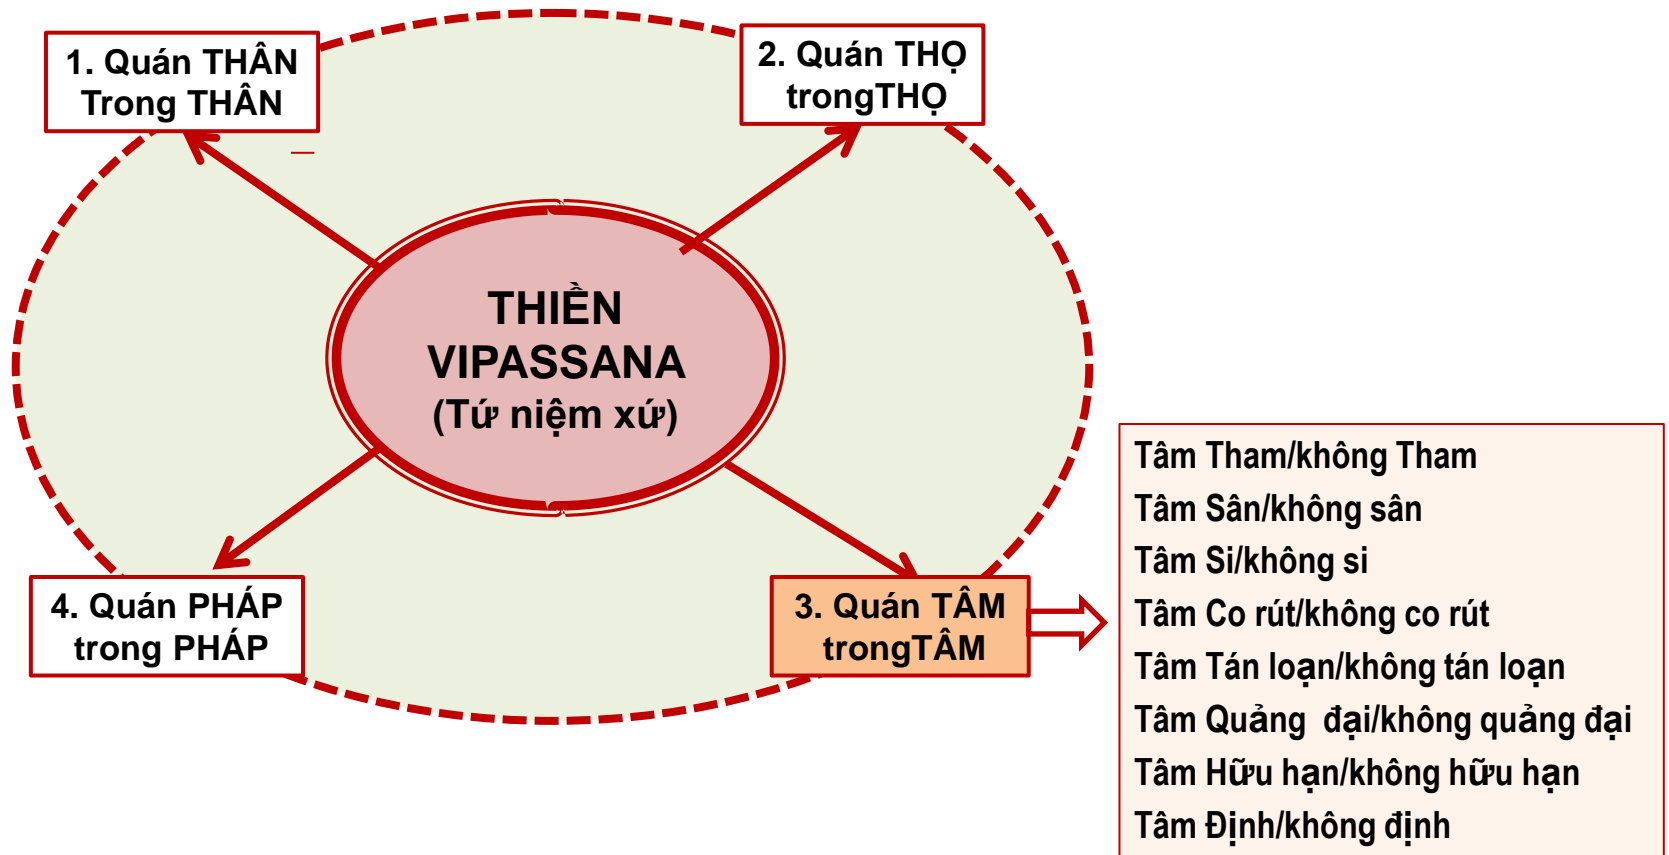 1. Quán THÂN
Trong THÂN
2. Quán THỌ
trongTHỌ
THIỀN
VIPASSANA
(Tứ niệm xứ)
4. Quán PHÁP
trong PHÁP
3. Quán TÂM
trongTÂM
Tâm Tham/không Tham
Tâm Sân/không sân
Tâm Si/không si
Tâm Co rút/không co rút
Tâm Tán loạn/không tán loạn
Tâm Quảng đại/không quảng đại
Tâm Hữu hạn/không hữu hạn
Tâm Định/không định